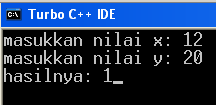 Turbo C++ IDE
masukkan nilai x: 12
masukkan nilai y: 20
hasilnya: 1